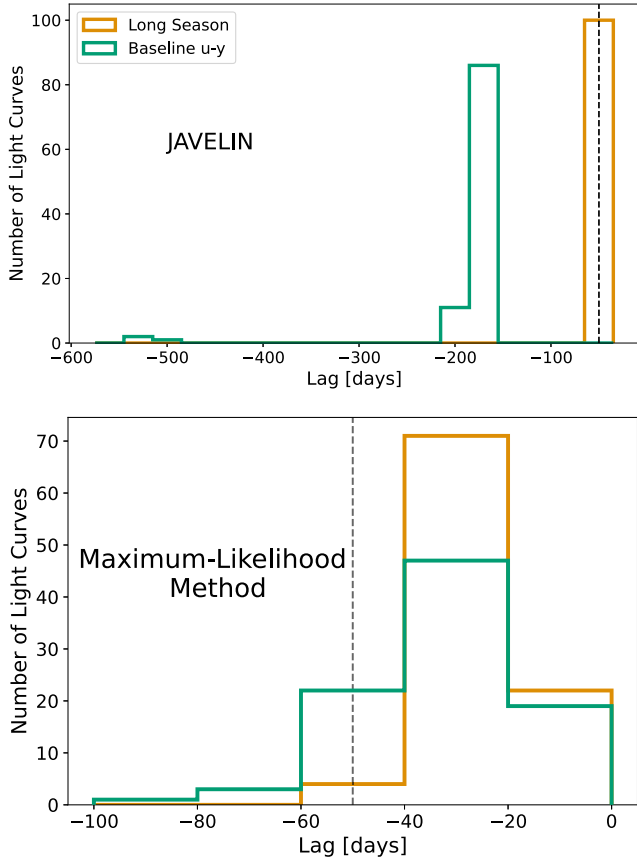 Long Season
Baseline u-y
JAVELIN
Number of Light Curves
100
80
60
40
20
0
−600 −500 −400 −300 −200 −100
Lag [days]
Maximum-Likelihood
Method
Number of Light Curves
70
60
50
40
30
20
10
0
−100 −80 −60 −40 −20 0
Lag [days]